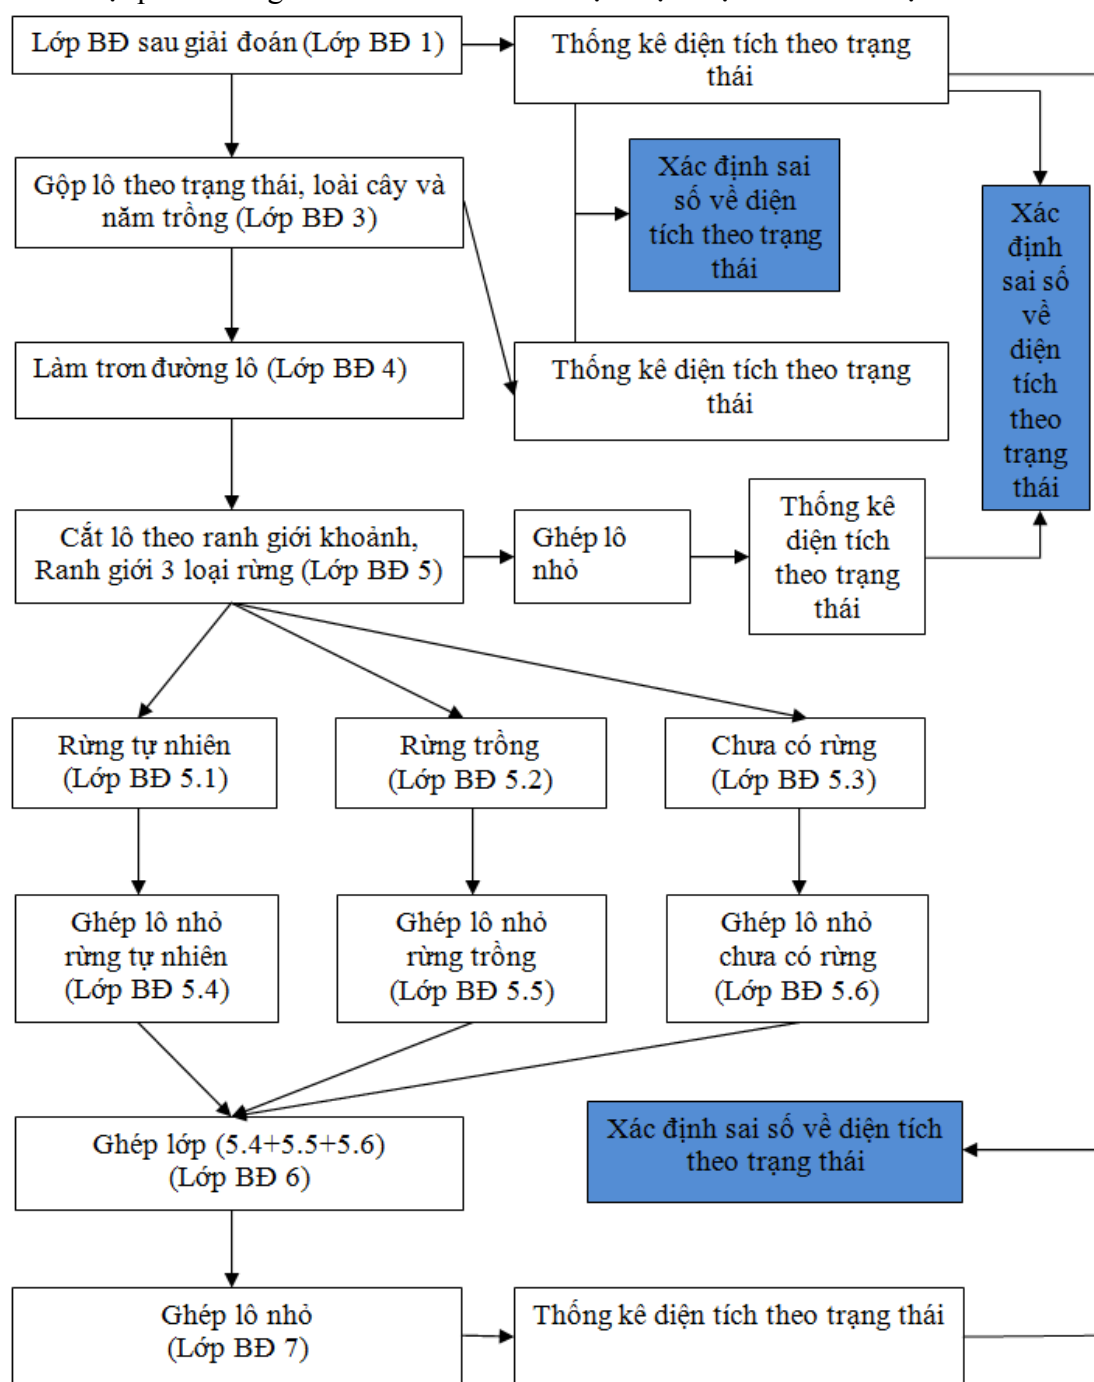 Lớp BĐ sau giải đoán (Lớp BĐ 1)
Thống kê diện tích theo trạng
thái
Xác định sai
số về diện
tích theo trạng
thái
Gộp lô theo trạng thái, loài cây và
năm trồng (Lớp BĐ 3)
Xác
định
sai số
về
diện
tích
theo
trạng
thái
Làm trơn đường lô (Lớp BĐ 4)
Thống kê diện tích theo trạng
thái
Cắt lô theo ranh giới khoảnh,
Ranh giới 3 loại rừng (Lớp BĐ 5)
Ghép lô
nhỏ
Thống kê
diện tích
theo trạng
thái
Rừng tự nhiên
(Lớp BĐ 5.1)
Rừng trồng
(Lớp BĐ 5.2)
Chưa có rừng
(Lớp BĐ 5.3)
Ghép lô nhỏ
rừng tự nhiên
(Lớp BĐ 5.4)
Ghép lô nhỏ
rừng trồng
(Lớp BĐ 5.5)
Ghép lô nhỏ
chưa có rừng
(Lớp BĐ 5.6)
Ghép lớp (5.4+5.5+5.6)
(Lớp BĐ 6)
Xác định sai số về diện tích
theo trạng thái
Ghép lô nhỏ
(Lớp BĐ 7)
Thống kê diện tích theo trạng thái